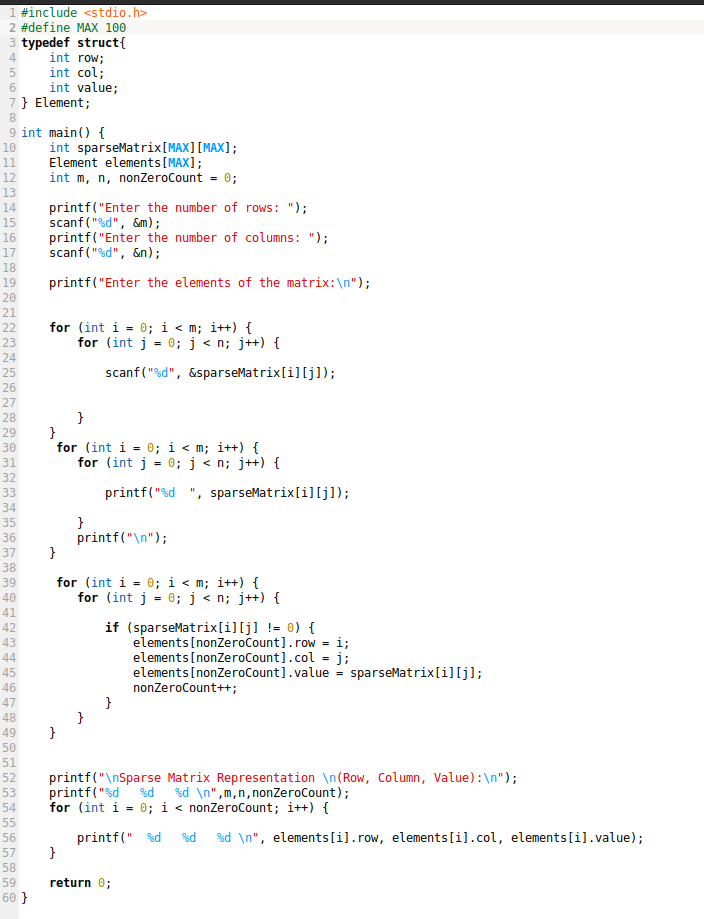 1 #include <stdio.h>
2 #define MAX 100
3 typedef struct{
4     int row;
5     int col;
6     int value;
7 } Element;
8
9 int main() {
10     int sparseMatrix[MAX][MAX];
11     Element elements[MAX];
12     int m, n, nonZeroCount = 0;
13
14     printf("Enter the number of rows: ");
15     scanf("%d", &m);
16     printf("Enter the number of columns: ");
17     scanf("%d", &n);
18
19     printf("Enter the elements of the matrix:\n");
20
21
22     for (int i = 0; i < m; i++) {
23         for (int j = 0; j < n; j++) {
24
25             scanf("%d", &sparseMatrix[i][j]);
26
27
28         }
29     }
30      for (int i = 0; i < m; i++) {
31         for (int j = 0; j < n; j++) {
32
33             printf("%d  ", sparseMatrix[i][j]);
34
35         }
36         printf("\n");
37     }
38
39      for (int i = 0; i < m; i++) {
40         for (int j = 0; j < n; j++) {
41
42             if (sparseMatrix[i][j] != 0) {
43                 elements[nonZeroCount].row = i;
44                 elements[nonZeroCount].col = j;
45                 elements[nonZeroCount].value = sparseMatrix[i][j];
46                 nonZeroCount++;
47             }
48         }
49     }
50
51
52     printf("\nSparse Matrix Representation \n(Row, Column, Value):\n");
53     printf("%d   %d   %d \n",m,n,nonZeroCount);
54     for (int i = 0; i < nonZeroCount; i++) {
55
56         printf("  %d   %d   %d \n", elements[i].row, elements[i].col, elements[i].value);
57     }
58
59     return 0;
60 }